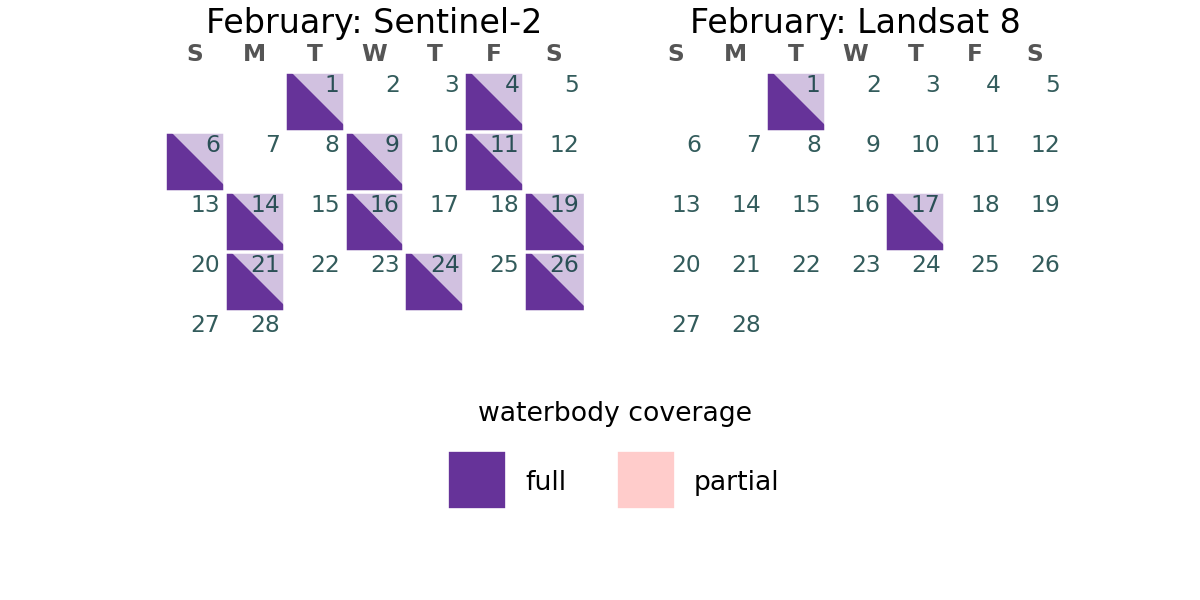 February: Sentinel-2
S M T W T F S
1 2 3 4 5
6 7 8 9 10 11 12
13 14 15 16 17 18 19
20 21 22 23 24 25 26
27 28
February: Landsat 8
S M T W T F S
1 2 3 4 5
6 7 8 9 10 11 12
13 14 15 16 17 18 19
20 21 22 23 24 25 26
27 28
waterbody coverage
full partial